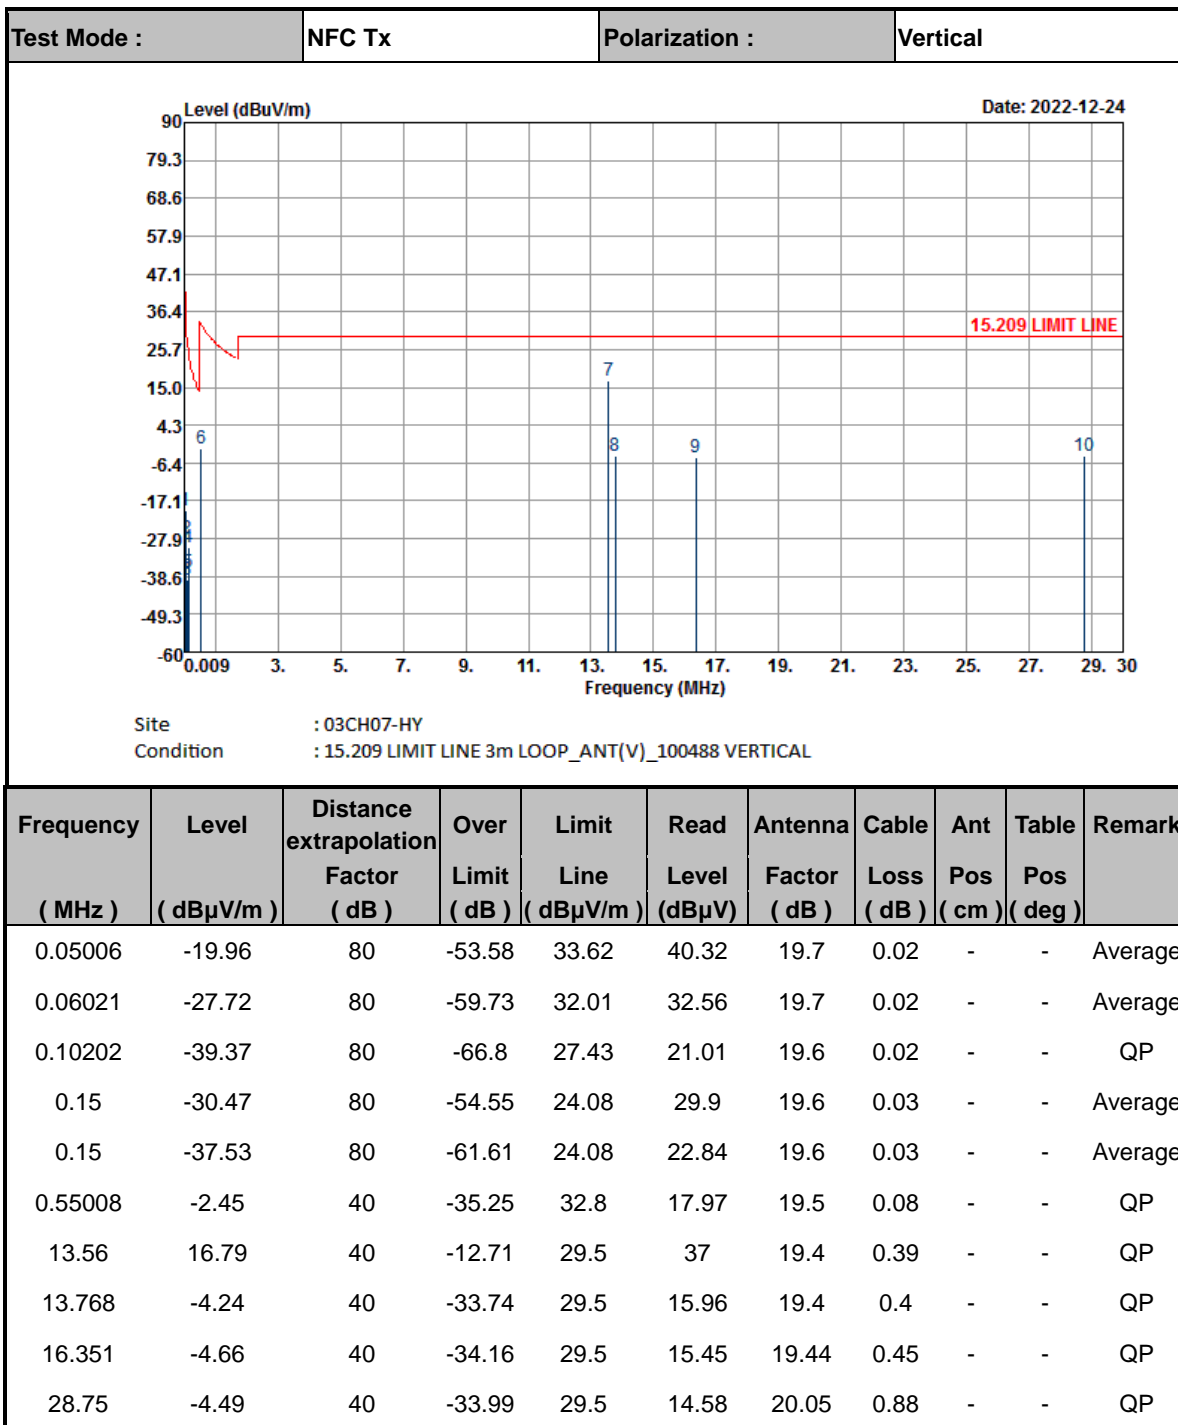 Test Mode : NFC Tx Polarization : Vertical
Level (dBuV/m) Date: 2022-12-24
90
79.3
68.6
57.9
47.1
36.4
15.209 LIMIT LINE
25.7
7
15.0
4.3
6 8 9 10
-6.4
-17.1
-27.9
-38.6
-49.3
-60
0.009 3. 5. 7. 9. 11. 13. 15. 17. 19. 21. 23. 25. 27. 29. 30
Frequency (MHz)
Site : 03CH07-HY
Condition : 15.209 LIMIT LINE 3m LOOP_ANT(V)_100488 VERTICAL
Frequency Level Distance extrapolation Over Limit Read Antenna Cable Ant Table Remark
Factor Limit Line Level Factor Loss Pos Pos
( MHz ) ( dBµV/m ) ( dB ) ( dB ) ( dBµV/m ) (dBµV) ( dB ) ( dB ) ( cm ) ( deg )
0.05006 -19.96 80 -53.58 33.62 40.32 19.7 0.02 - - Average
0.06021 -27.72 80 -59.73 32.01 32.56 19.7 0.02 - - Average
0.10202 -39.37 80 -66.8 27.43 21.01 19.6 0.02 - - QP
0.15 -30.47 80 -54.55 24.08 29.9 19.6 0.03 - - Average
0.15 -37.53 80 -61.61 24.08 22.84 19.6 0.03 - - Average
0.55008 -2.45 40 -35.25 32.8 17.97 19.5 0.08 - - QP
13.56 16.79 40 -12.71 29.5 37 19.4 0.39 - - QP
13.768 -4.24 40 -33.74 29.5 15.96 19.4 0.4 - - QP
16.351 -4.66 40 -34.16 29.5 15.45 19.44 0.45 - - QP
28.75 -4.49 40 -33.99 29.5 14.58 20.05 0.88 - - QP